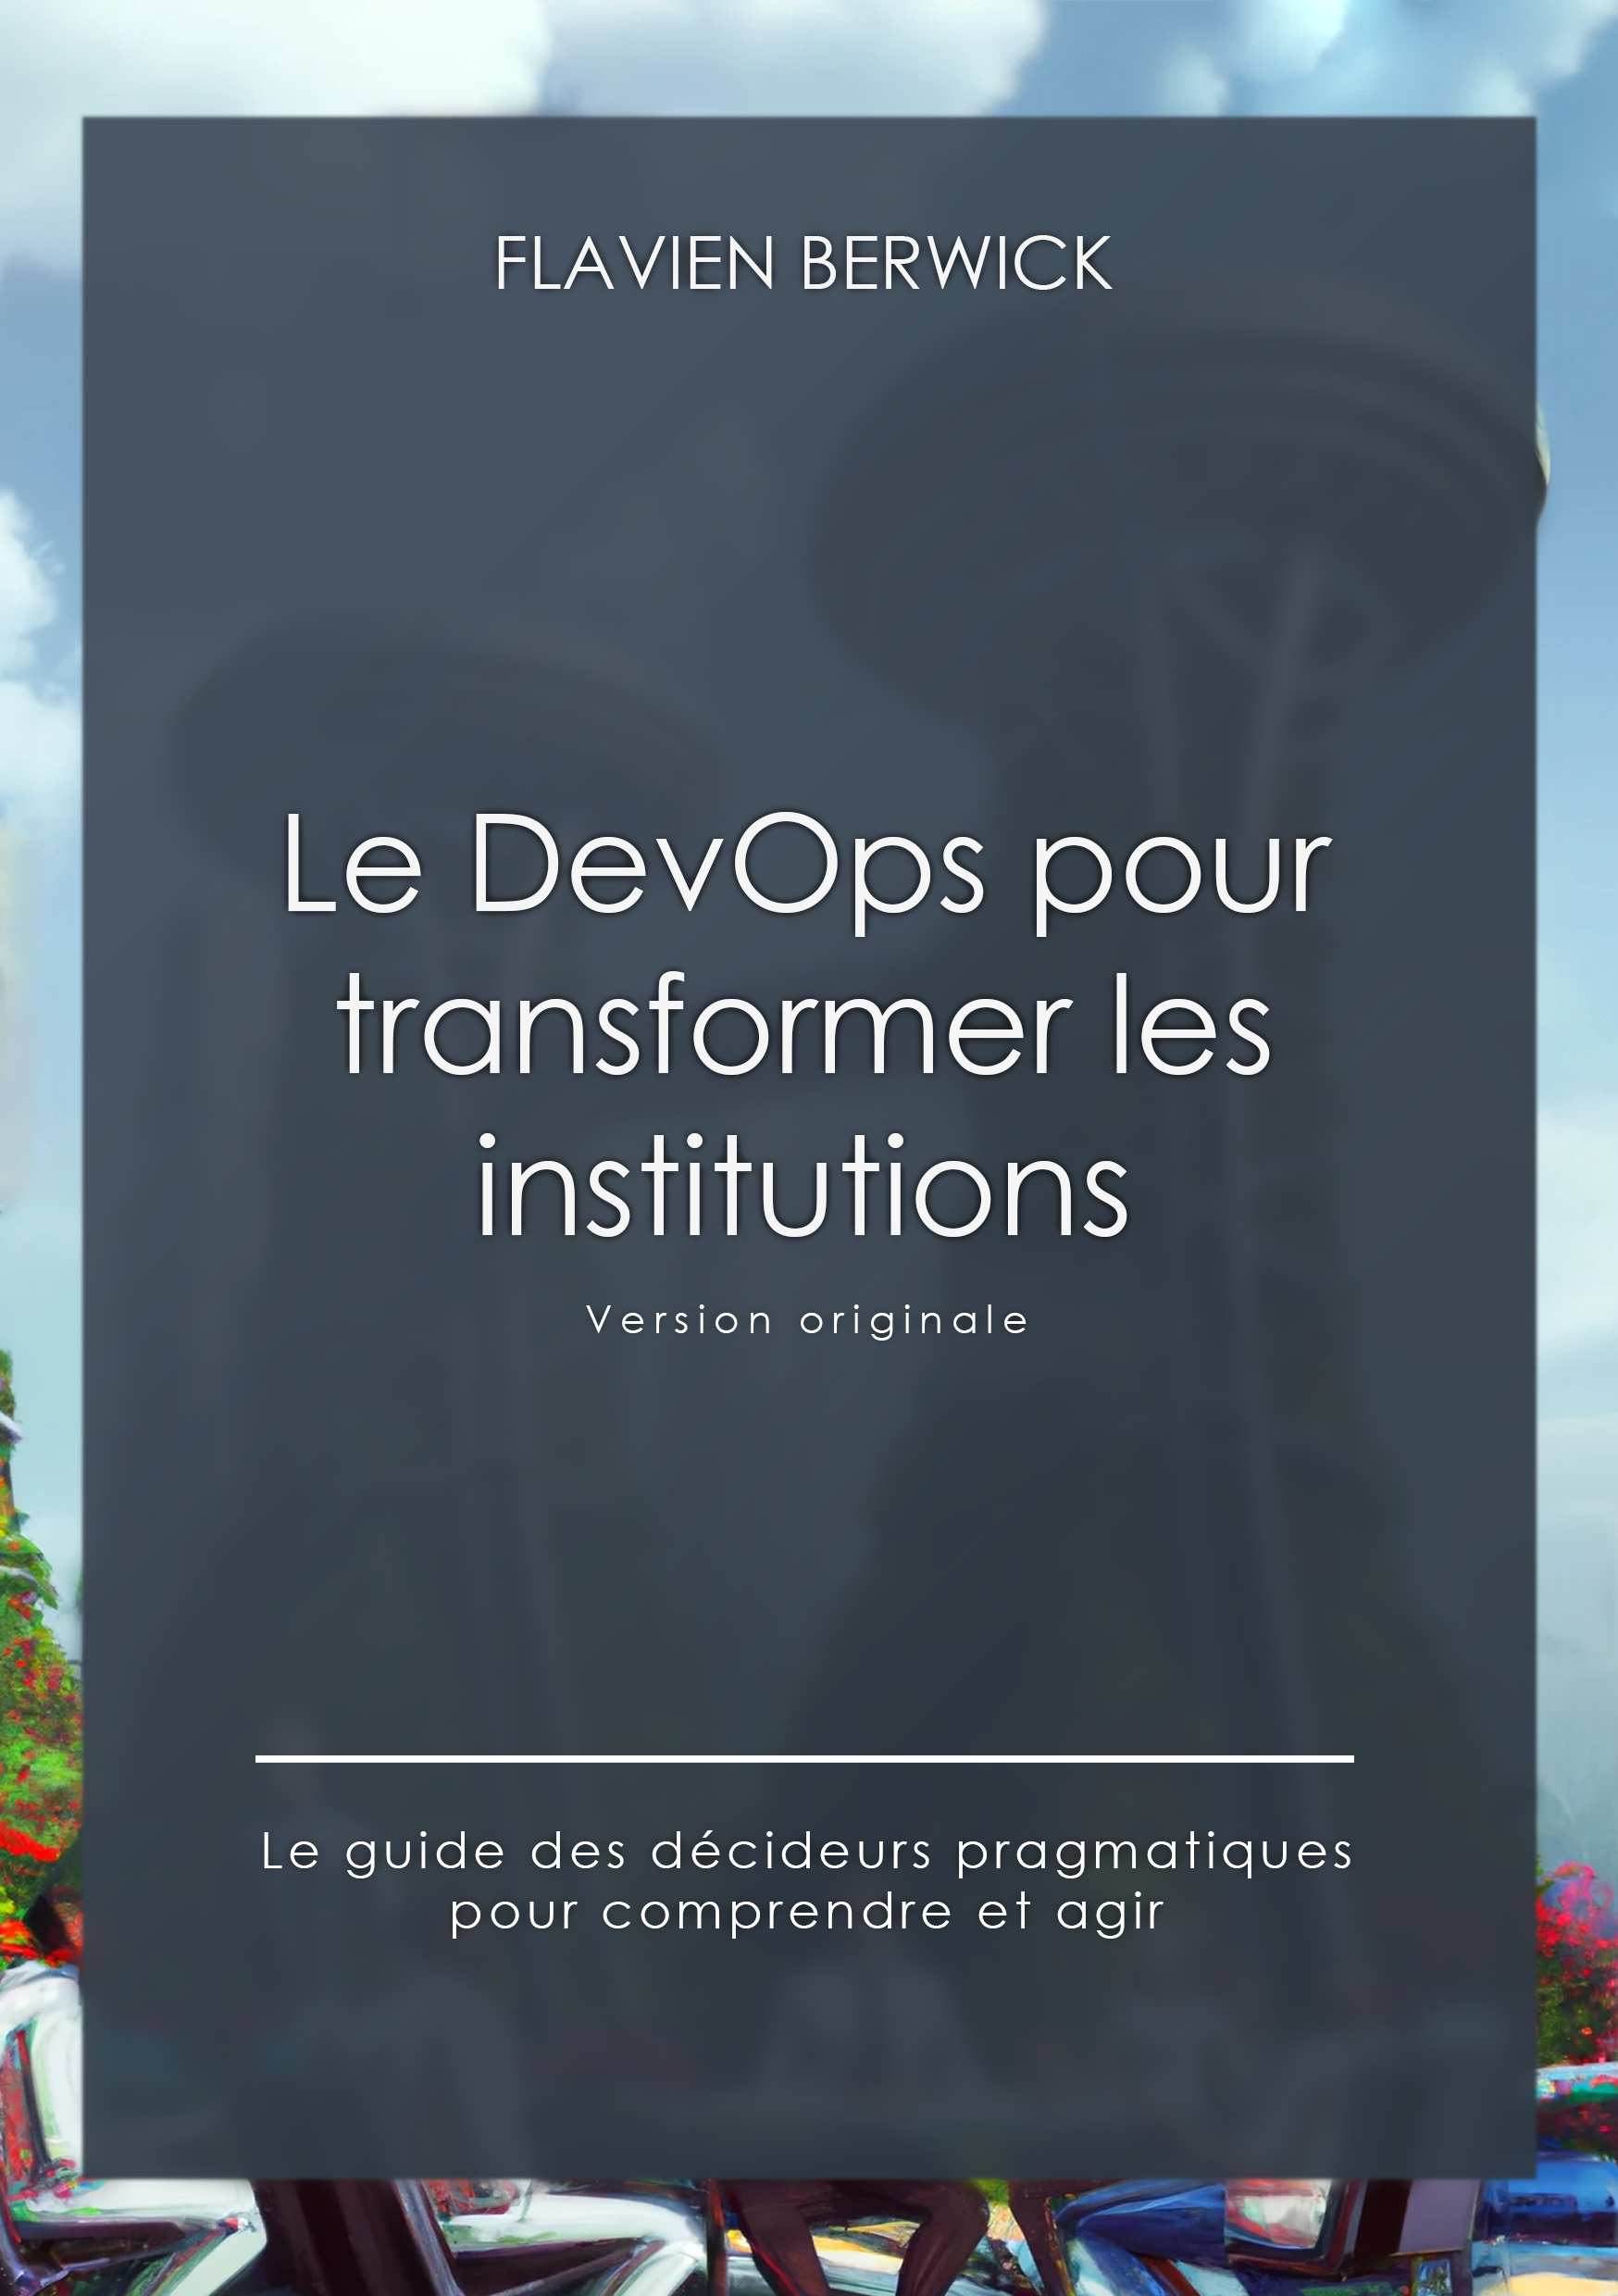 FLAVIEN BERWICK
Le DevOps pour
transformer les
institutions
Version originale
Le guide des décideurs pragmatiques
pour comprendre et agir